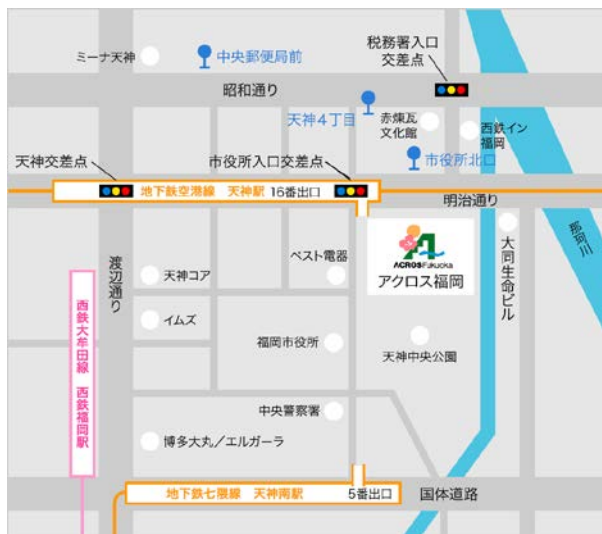 ミーナ天神
中央郵便局前
税務署入口
交差点
昭和通り
天神4丁目
赤煉瓦
文化館
西鉄イン
福岡
市役所北口
天神交差点
市役所入口交差点
地下鉄空港線　天神駅 16番出口
明治通り
那珂川
渡辺通り
天神コア
ベスト電器
ACROS Fukuoka
アクロス福岡
大同生命ビル
イムズ
福岡市役所
天神中央公園
西鉄大牟田線　西鉄福岡駅
中央警察署
博多大丸／エルガーラ
地下鉄七隈線　天神南駅
5番出口
国体道路